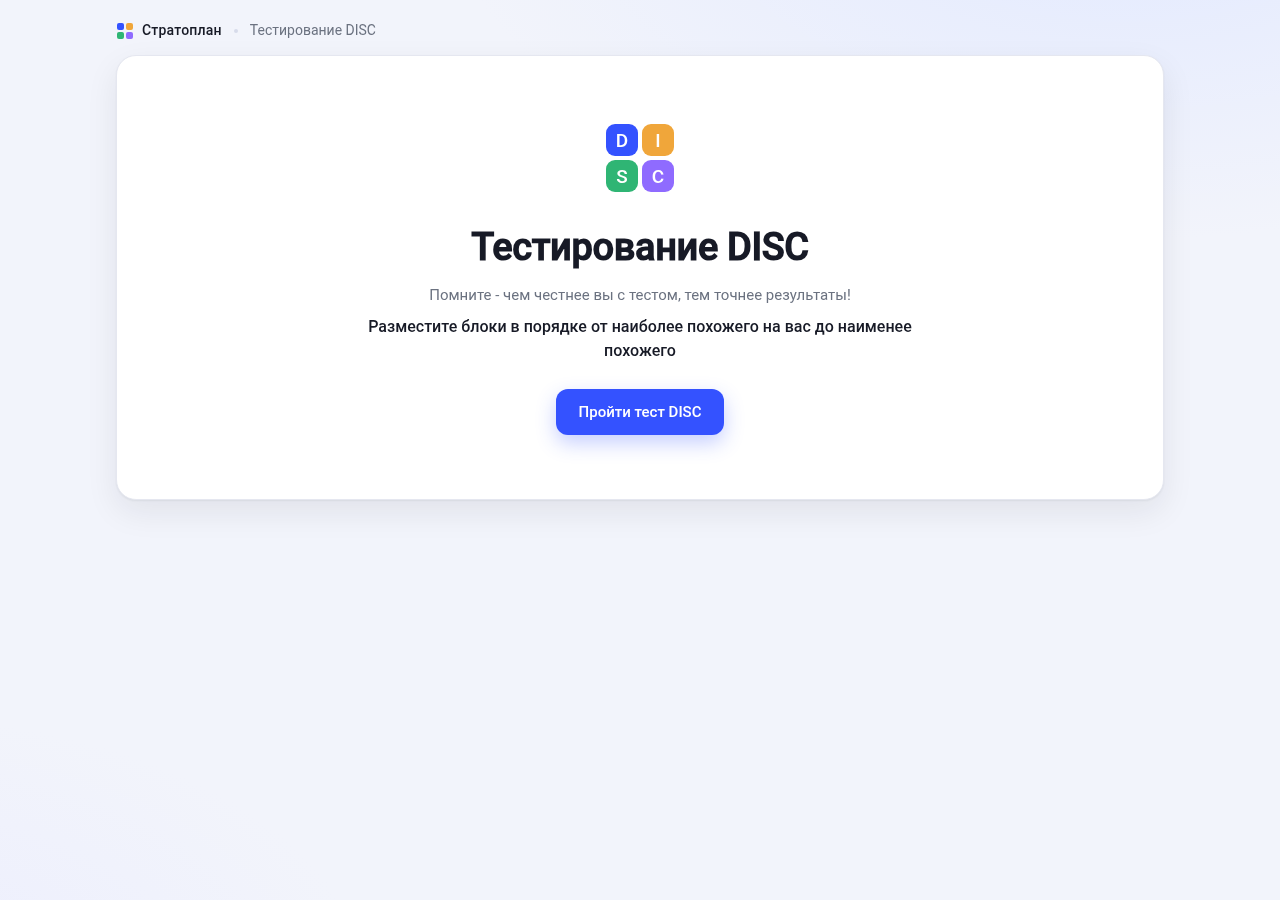 Стратоплан
Тестирование DISC
D I
S C
Тестирование DISC
Помните - чем честнее вы с тестом, тем точнее результаты!
Разместите блоки в порядке от наиболее похожего на вас до наименее
похожего
Пройти тест DISC